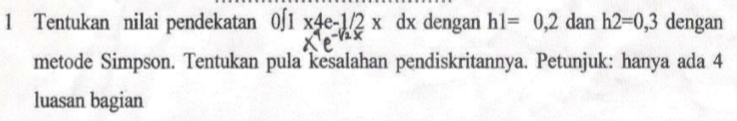 1 Tentukan nilai pendekatan 0∫1 x4e-1/2 x dx dengan h1= 0,2 dan h2=0,3 dengan
x⁴e^-1/2 x
metode Simpson. Tentukan pula kesalahan pendiskritannya. Petunjuk: hanya ada 4
luasan bagian